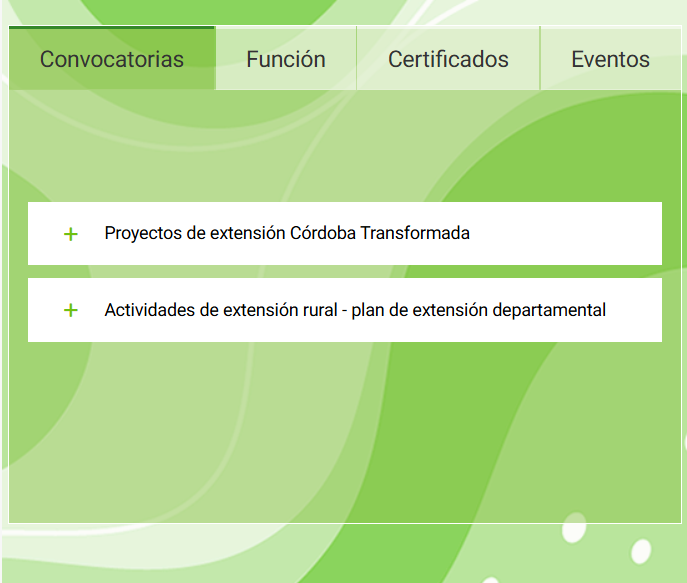 Convocatorias Función Certificados Eventos
+ Proyectos de extensión Córdoba Transformada
+ Actividades de extensión rural - plan de extensión departamental